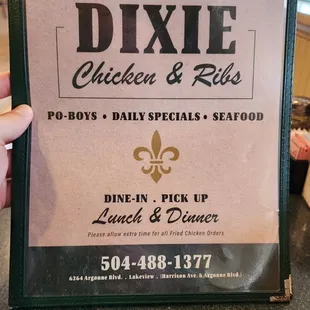 DIXIE
Chicken & Ribs
PO-BOYS • DAILY SPECIALS • SEAFOOD
DINE-IN . PICK UP
Lunch & Dinner
Please allow extra time for all Fried Chicken Orders
504-488-1377
6264 Argonne Blvd. . Lakeview . (Harrison Ave. & Argonne Blvd.)